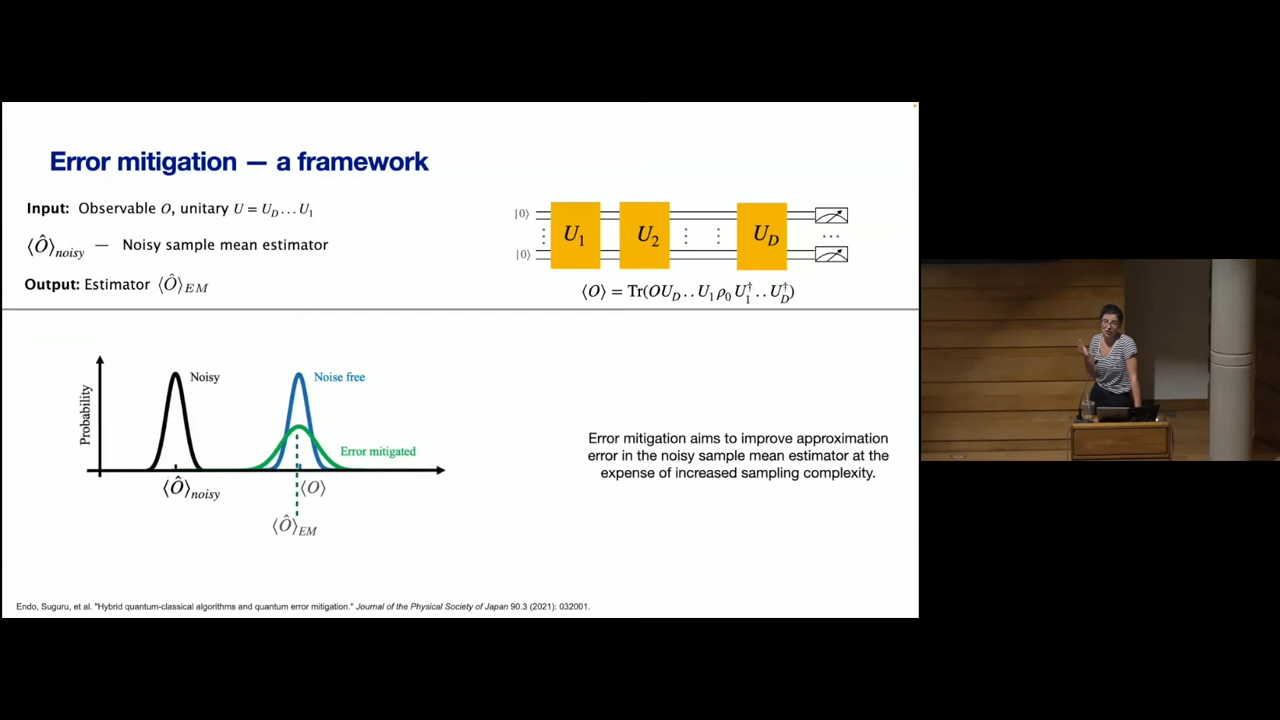 Error mitigation — a framework
Input: Observable O, unitary U = U_D…U_1
⟨Ô⟩_noisy — Noisy sample mean estimator
Output: Estimator ⟨Ô⟩_EM
|0⟩
|0⟩
U_1
U_2
U_D
⟨O⟩ = Tr(OU_D..U_1ρ_0U_1^†..U_D^†)
Probability
Noisy
Noise free
Error mitigated
⟨Ô⟩_noisy
⟨O⟩
⟨Ô⟩_EM
Error mitigation aims to improve approximation
error in the noisy sample mean estimator at the
expense of increased sampling complexity.
Endo, Suguru, et al. "Hybrid quantum-classical algorithms and quantum error mitigation." Journal of the Physical Society of Japan 90.3 (2021): 032001.